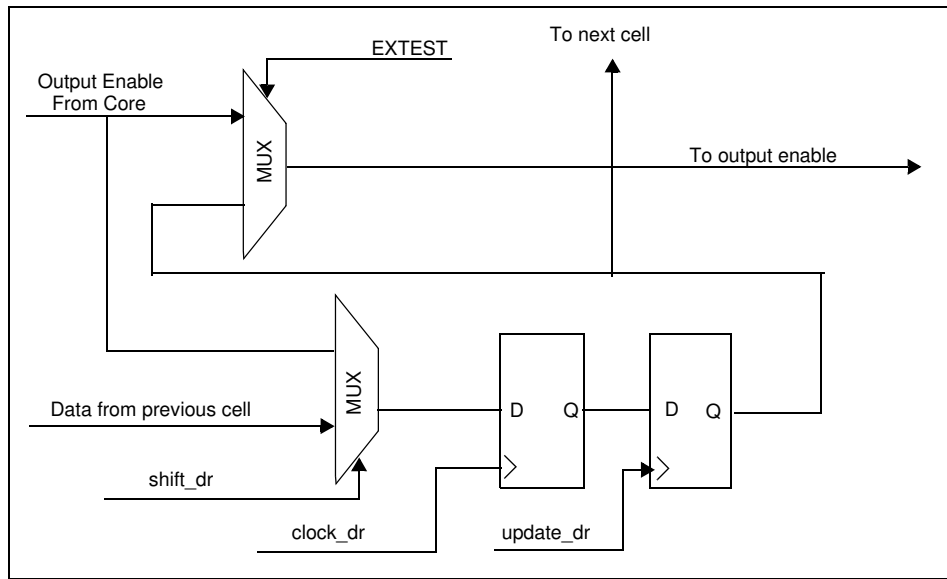 To next cell
EXTEST
Output Enable
From Core
MUX
To output enable
MUX
D Q
D Q
Data from previous cell
shift_dr
clock_dr
update_dr